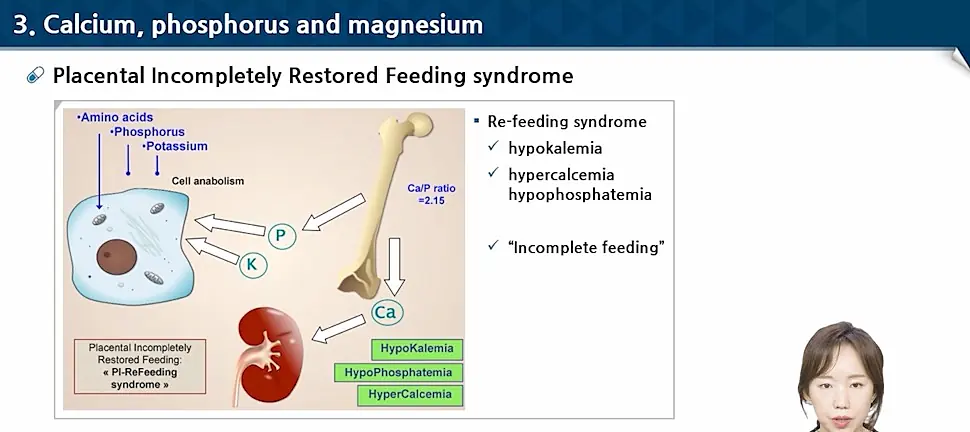 3. Calcium, phosphorus and magnesium
Placental Incompletely Restored Feeding syndrome
•Amino acids
•Phosphorus
•Potassium
Cell anabolism
Ca/P ratio
=2.15
P
K
Ca
Placental Incompletely
Restored Feeding:
« PI-ReFeeding
syndrome »
HypoKalemia
HypoPhosphatemia
HyperCalcemia
▪ Re-feeding syndrome
✓ hypokalemia
✓ hypercalcemia
hypophosphatemia
✓ “Incomplete feeding”